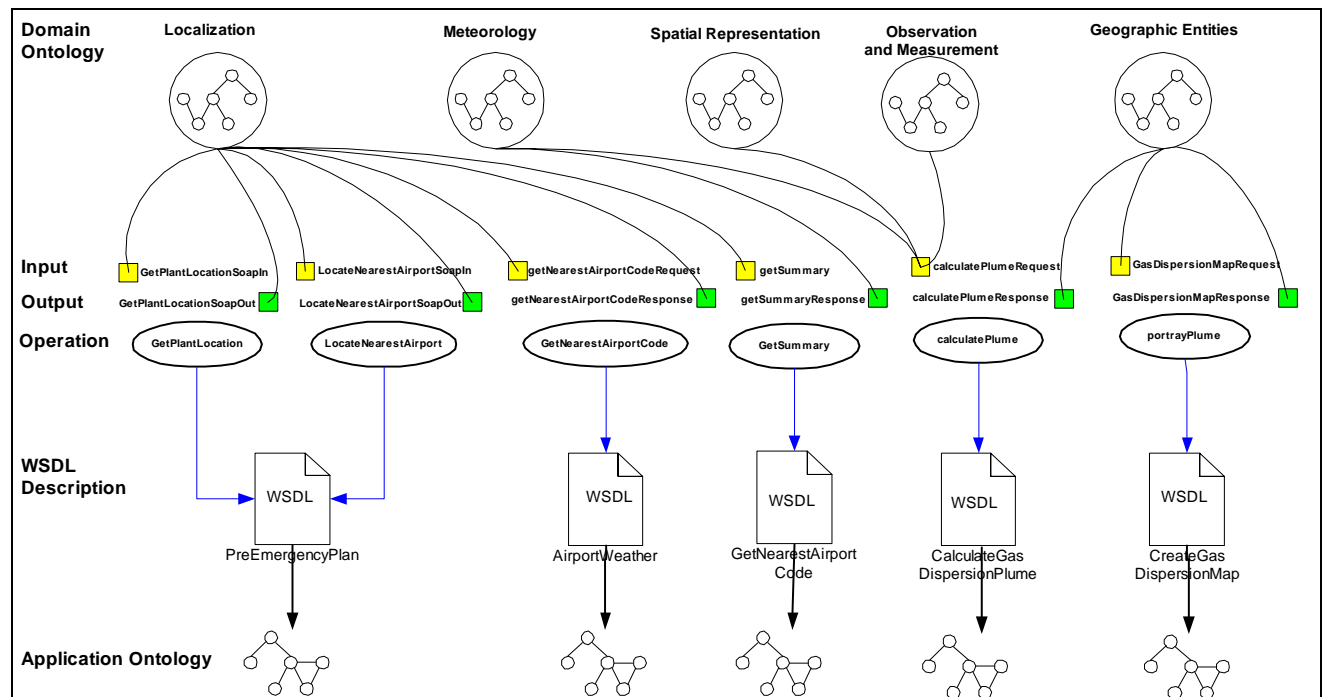 Domain
Ontology
Localization
Meteorology
Spatial Representation
Observation
and Measurement
Geographic Entities
Input
GetPlantLocationSoapIn
LocateNearestAirportSoapIn
getNearestAirportCodeRequest
getSummary
calculatePlumeRequest
GasDispersionMapRequest
Output
GetPlantLocationSoapOut
LocateNearestAirportSoapOut
getNearestAirportCodeResponse
getSummaryResponse
calculatePlumeResponse
GasDispersionMapResponse
Operation
GetPlantLocation
LocateNearestAirport
GetNearestAirportCode
GetSummary
calculatePlume
portrayPlume
WSDL
Description
WSDL
WSDL
WSDL
WSDL
WSDL
PreEmergencyPlan
AirportWeather
GetNearestAirport
Code
CalculateGas
DispersionPlume
CreateGas
DispersionMap
Application Ontology